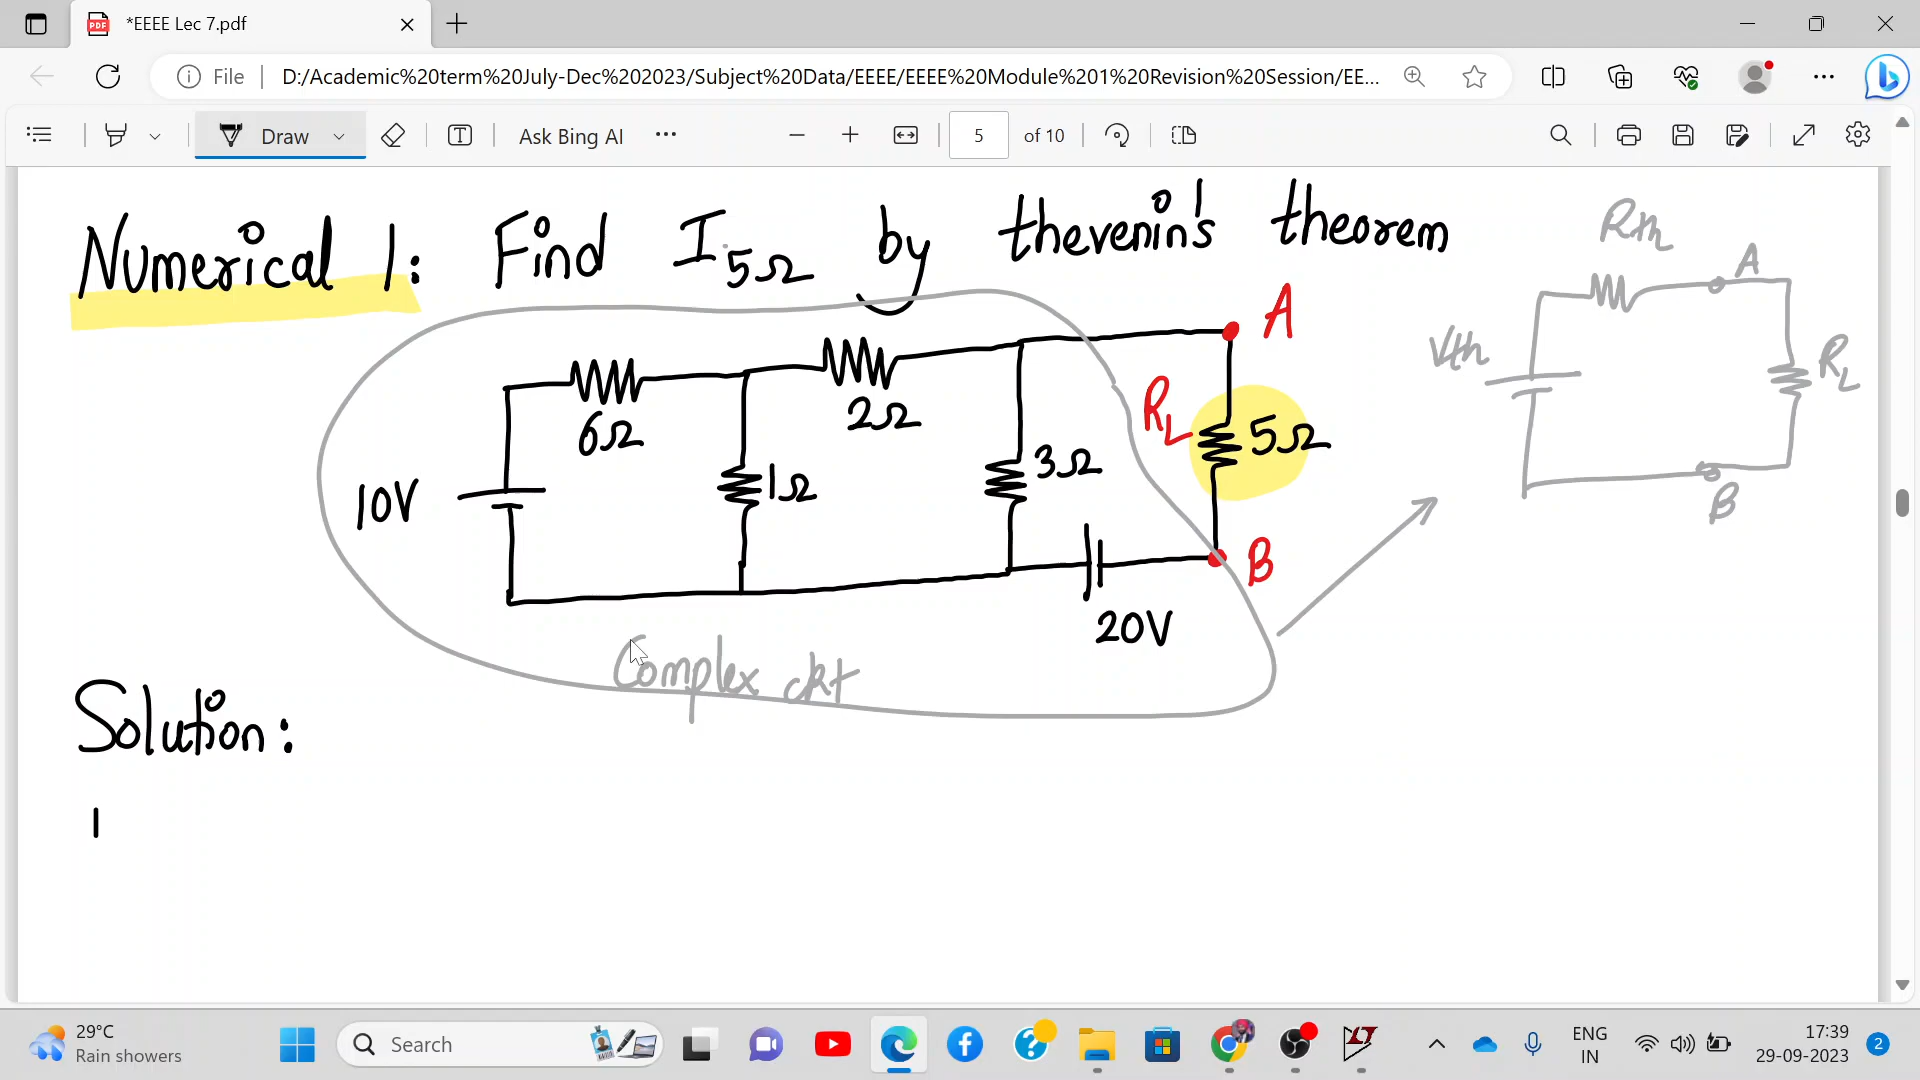 *EEEE Lec 7.pdf
File
D:/Academic%20term%20July-Dec%202023/Subject%20Data/EEEE/EEEE%20Module%201%20Revision%20Session/EE...
Draw
Ask Bing AI
5
of 10
Numerical 1: Find I5Ω by thevenin's theorem
Rth
A
Vth
RL
B
A
6Ω
2Ω
RL
5Ω
10V
1Ω
3Ω
B
20V
Complex ckt
Solution:
1
29°C
Rain showers
Search
ENG
IN
17:39
29-09-2023
2